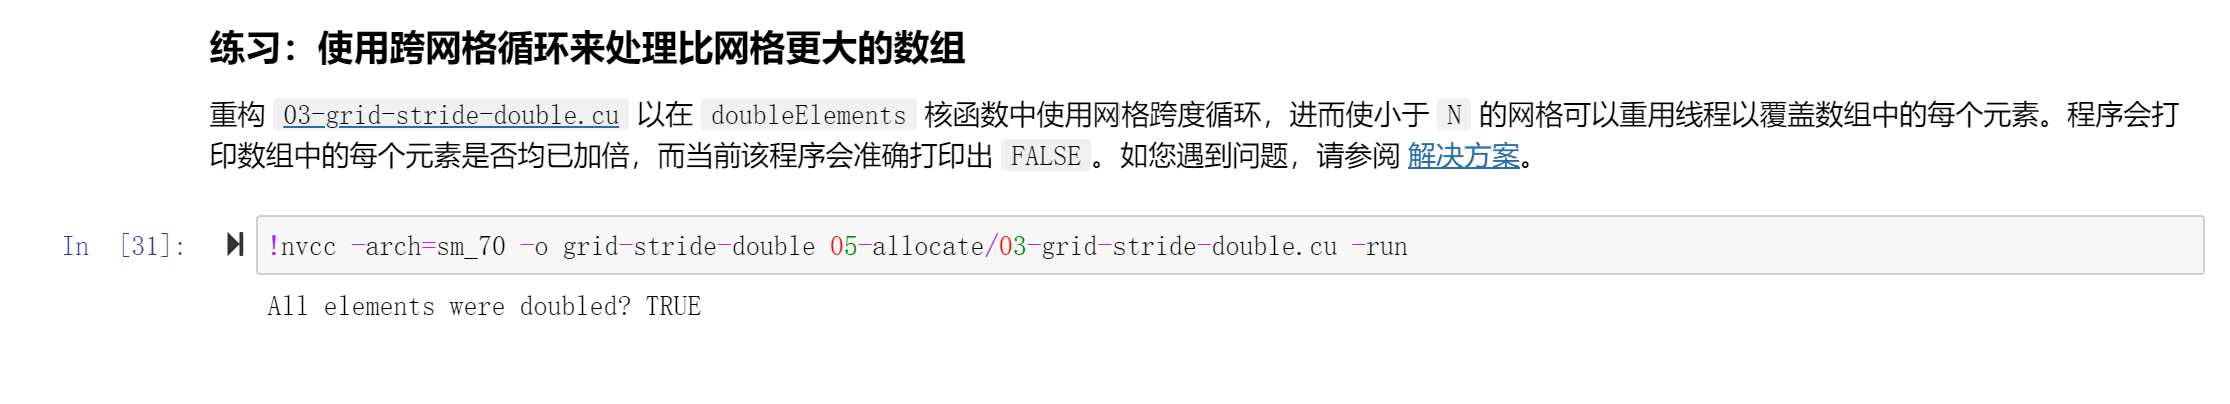 练习：使用跨网格循环来处理比网格更大的数组
重构 03-grid-stride-double.cu 以在 doubleElements 核函数中使用网格跨度循环，进而使小于 N 的网格可以重用线程以覆盖数组中的每个元素。程序会打
印数组中的每个元素是否均已加倍，而当前该程序会准确打印出 FALSE 。如您遇到问题，请参阅 解决方案。
In [31]: !nvcc -arch=sm_70 -o grid-stride-double 05-allocate/03-grid-stride-double.cu -run
All elements were doubled? TRUE